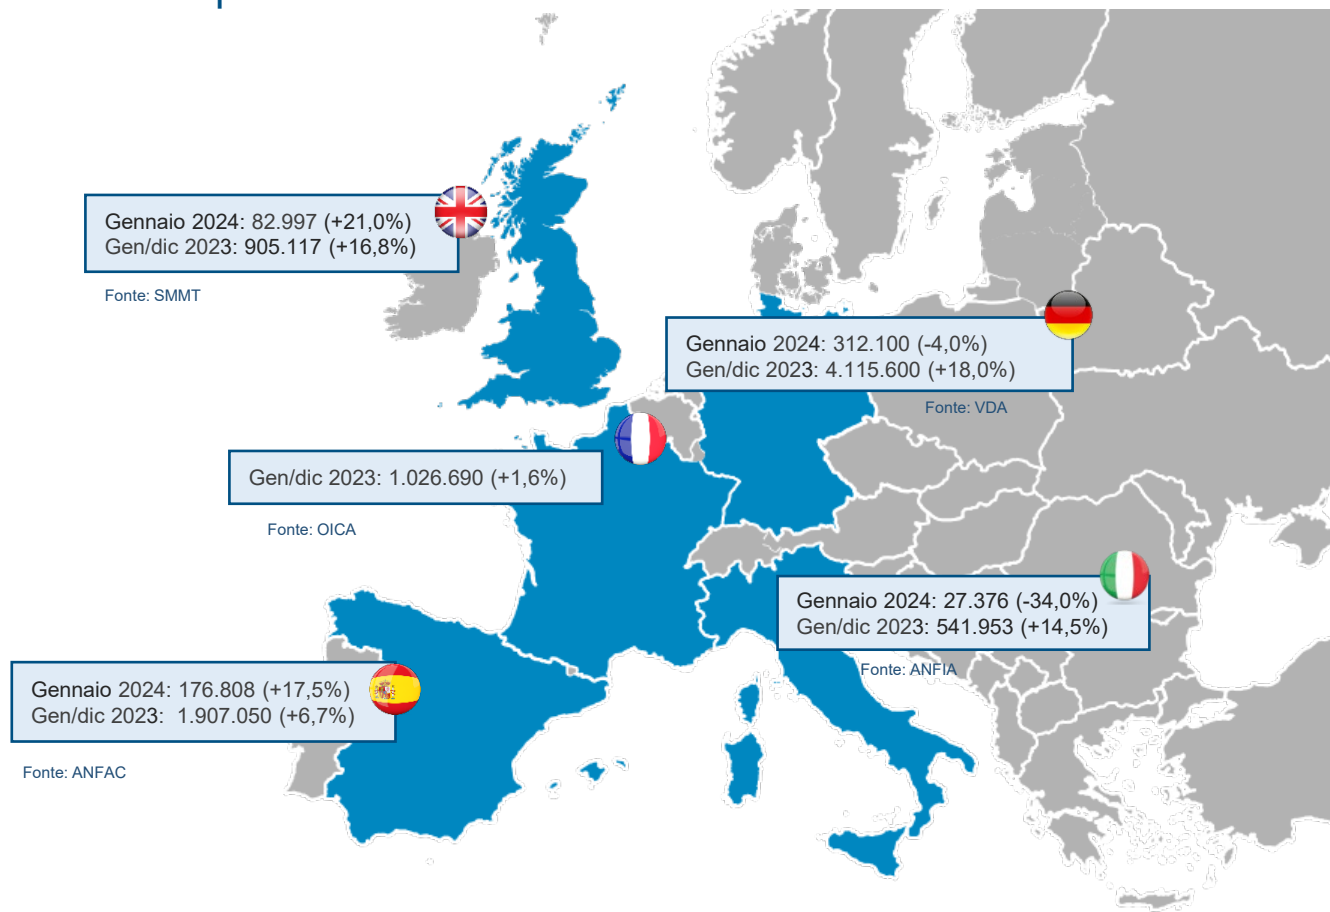 Gennaio 2024: 82.997 (+21,0%)
Gen/dic 2023: 905.117 (+16,8%)
Fonte: SMMT
Gennaio 2024: 312.100 (-4,0%)
Gen/dic 2023: 4.115.600 (+18,0%)
Fonte: VDA
Gen/dic 2023: 1.026.690 (+1,6%)
Fonte: OICA
Gennaio 2024: 27.376 (-34,0%)
Gen/dic 2023: 541.953 (+14,5%)
Fonte: ANFIA
Gennaio 2024: 176.808 (+17,5%)
Gen/dic 2023: 1.907.050 (+6,7%)
Fonte: ANFAC